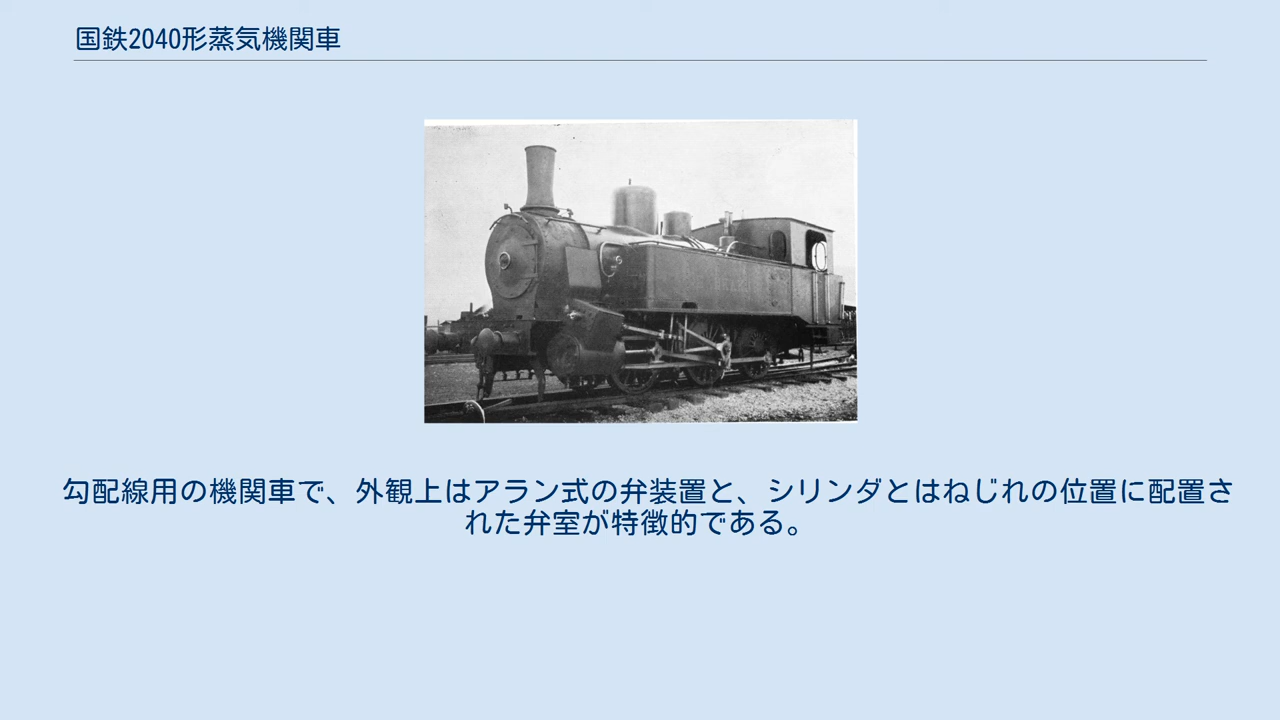 国鉄2040形蒸気機関車
勾配線用の機関車で、外観上はアラン式の弁装置と、シリンダとはねじれの位置に配置さ
れた弁室が特徴的である。